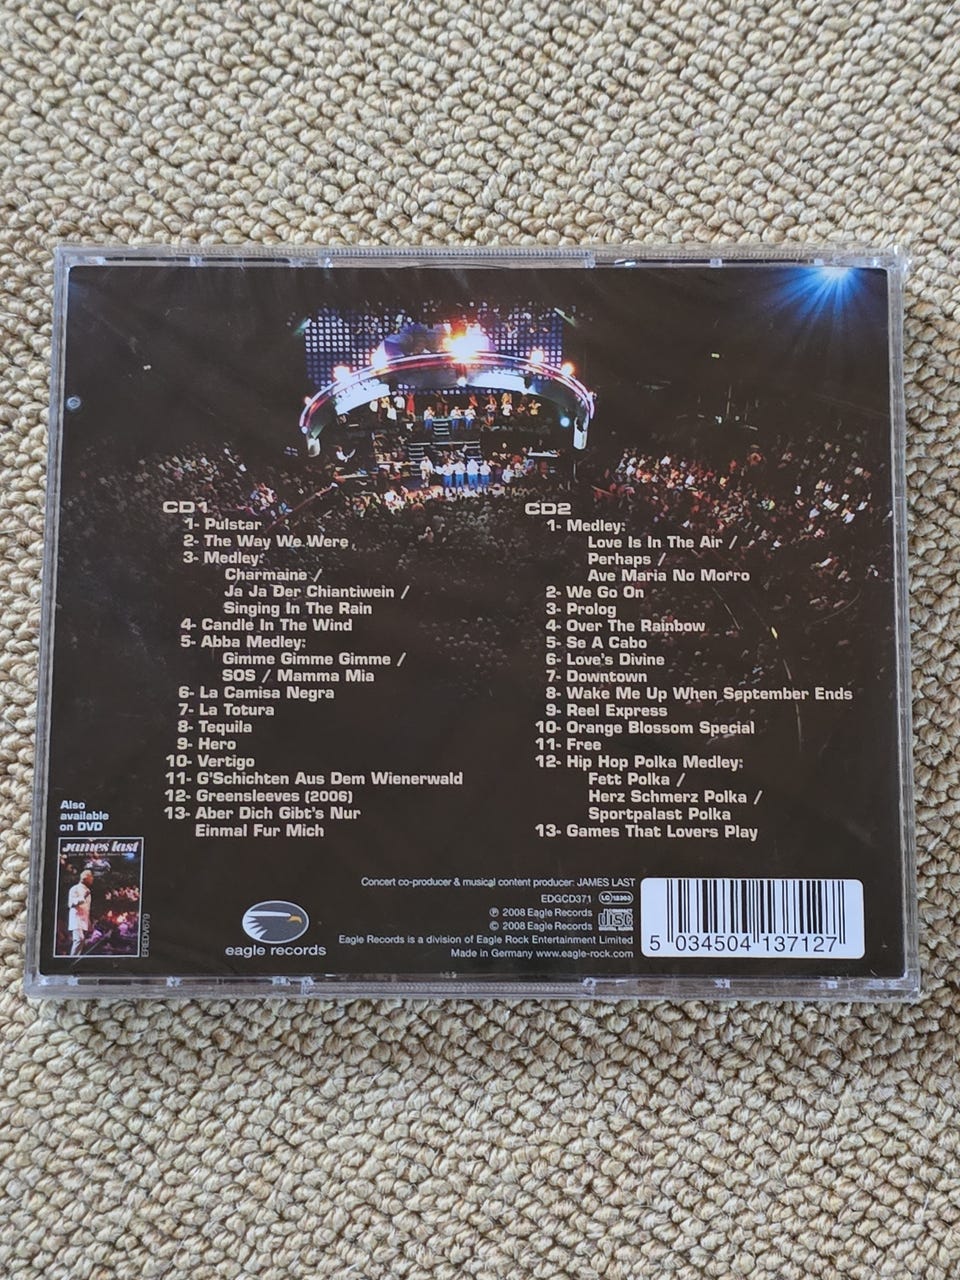 CD1
1- Pulstar
2- The Way We Were
3- Medley:
Charmaine /
Ja Ja Der Chiantiwein /
Singing In The Rain
4- Candle In The Wind
5- Abba Medley:
Gimme Gimme Gimme /
SOS / Mamma Mia
6- La Camisa Negra
7- La Totura
8- Tequila
9- Hero
10- Vertigo
11- G'Schichten Aus Dem Wienerwald
12- Greensleeves (2006)
13- Aber Dich Gibt's Nur
Einmal Fur Mich
CD2
1- Medley:
Love Is In The Air /
Perhaps /
Ave Maria No Morro
2- We Go On
3- Prolog
4- Over The Rainbow
5- Se A Cabo
6- Love's Divine
7- Downtown
8- Wake Me Up When September Ends
9- Reel Express
10- Orange Blossom Special
11- Free
12- Hip Hop Polka Medley:
Fett Polka /
Herz Schmerz Polka /
Sportpalast Polka
13- Games That Lovers Play
Also
available
on DVD
james last
EREDV679
eagle records
Concert co-producer & musical content producer: JAMES LAST
EDGCD371
℗ 2008 Eagle Records
© 2008 Eagle Records
Eagle Records is a division of Eagle Rock Entertainment Limited
Made in Germany www.eagle-rock.com
COMPACT
disc
DIGITAL AUDIO
5 034504 137127